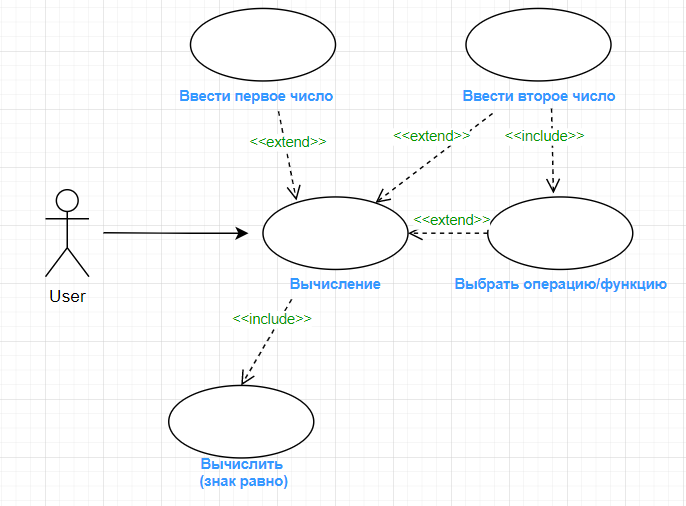 Ввести первое число
Ввести второе число
<<extend>>
<<extend>>
<<include>>
<<extend>>
User
Вычисление
Выбрать операцию/функцию
<<include>>
Вычислить
(знак равно)